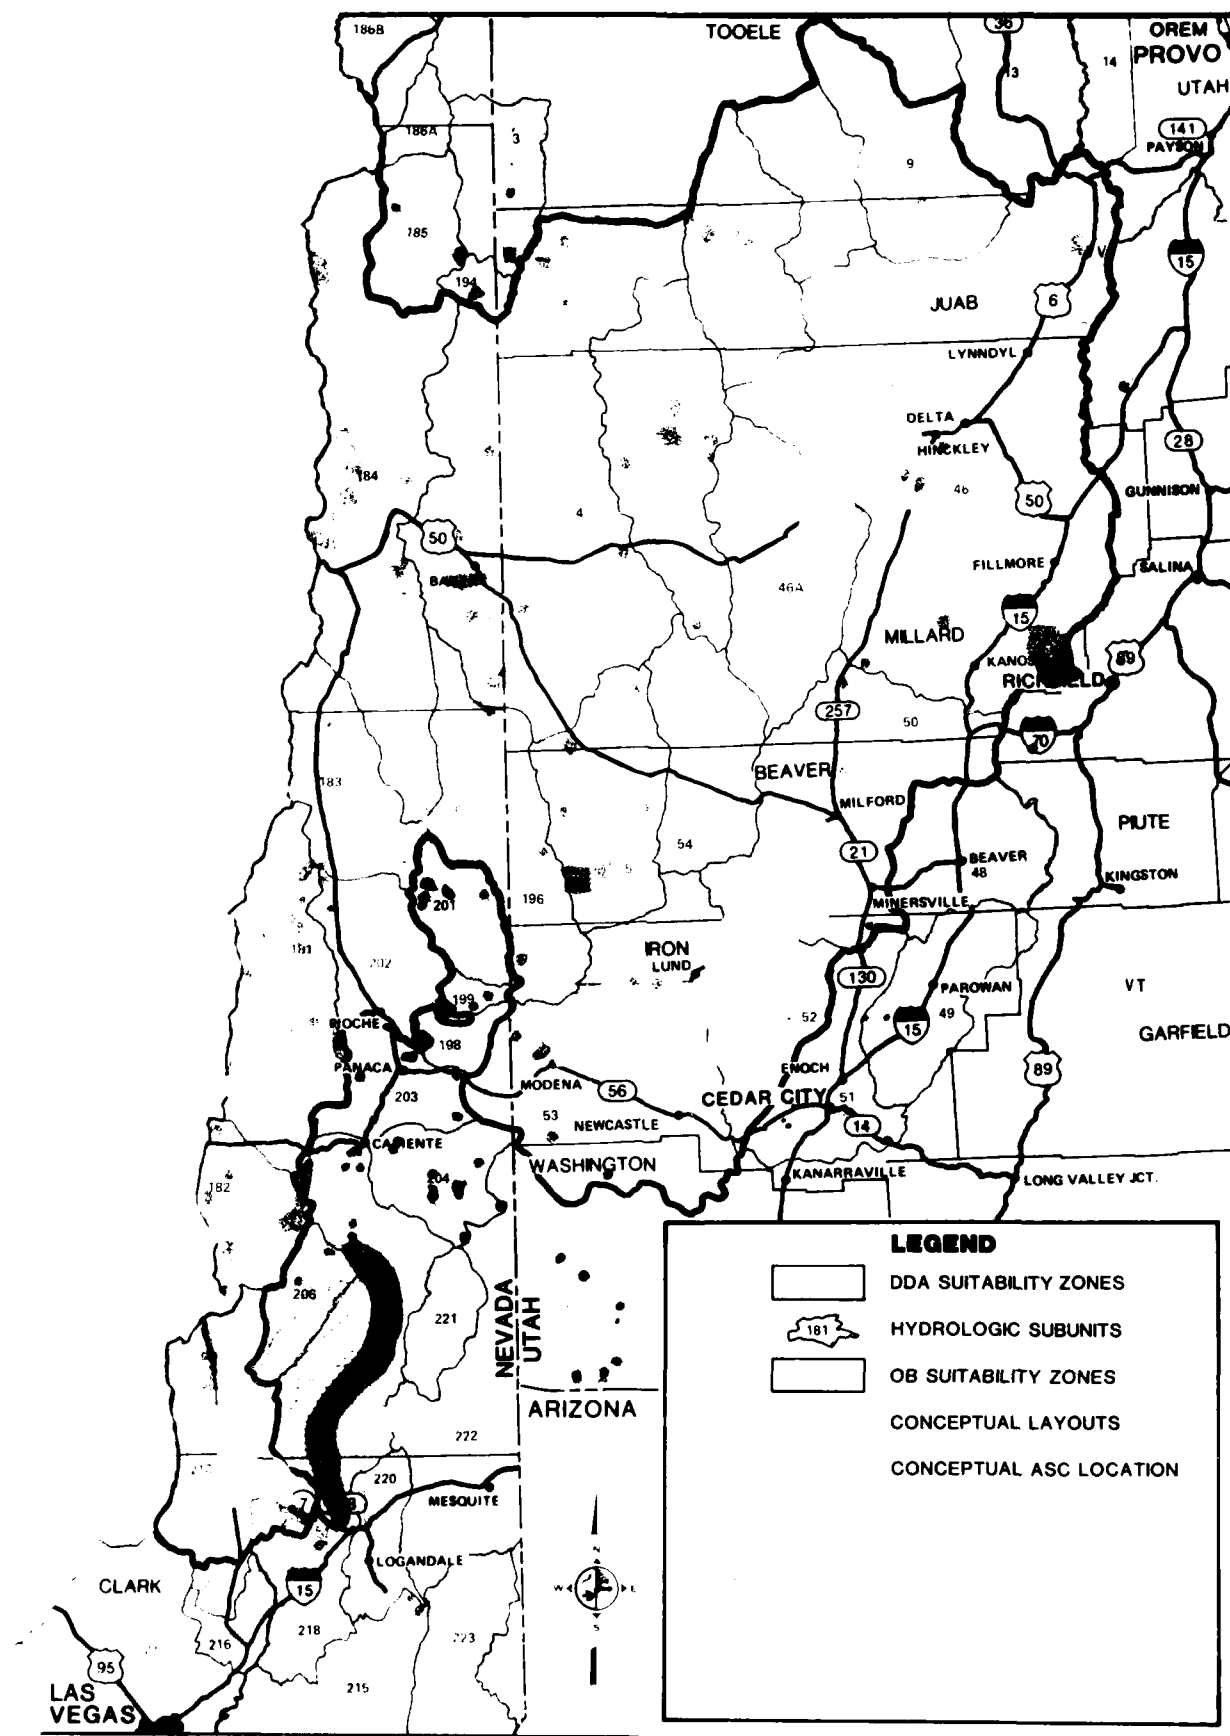 186B
TOOELE
36
OREM
13
14
PROVO
UTAH
186A
3
141
PAYSON
9
185
15
194
6
JUAB
LYNNDYL
DELTA
HINCKLEY
28
184
46
50
GUNNISON
4
50
FILLMORE
SALINA
46A
15
MILLARD
KANOSH
89
257
50
70
183
BEAVER
MILFORD
54
PIUTE
21
BEAVER
48
KINGSTON
201
196
MINERSVILLE
181
202
IRON
LUND
199
130
PAROWAN
49
VT
PIOCHE
52
15
GARFIELD
198
PANACA
ENOCH
89
203
MODENA
56
CEDAR CITY
51
53
NEWCASTLE
14
CALIENTE
WASHINGTON
KANARRAVILLE
LONG VALLEY JCT.
182
204
206
221
NEVADA
UTAH
ARIZONA
222
220
MESQUITE
7
LOGANDALE
15
CLARK
216
218
223
95
215
LAS
VEGAS
N
W
E
S
LEGEND
DDA SUITABILITY ZONES
181
HYDROLOGIC SUBUNITS
OB SUITABILITY ZONES
CONCEPTUAL LAYOUTS
CONCEPTUAL ASC LOCATION